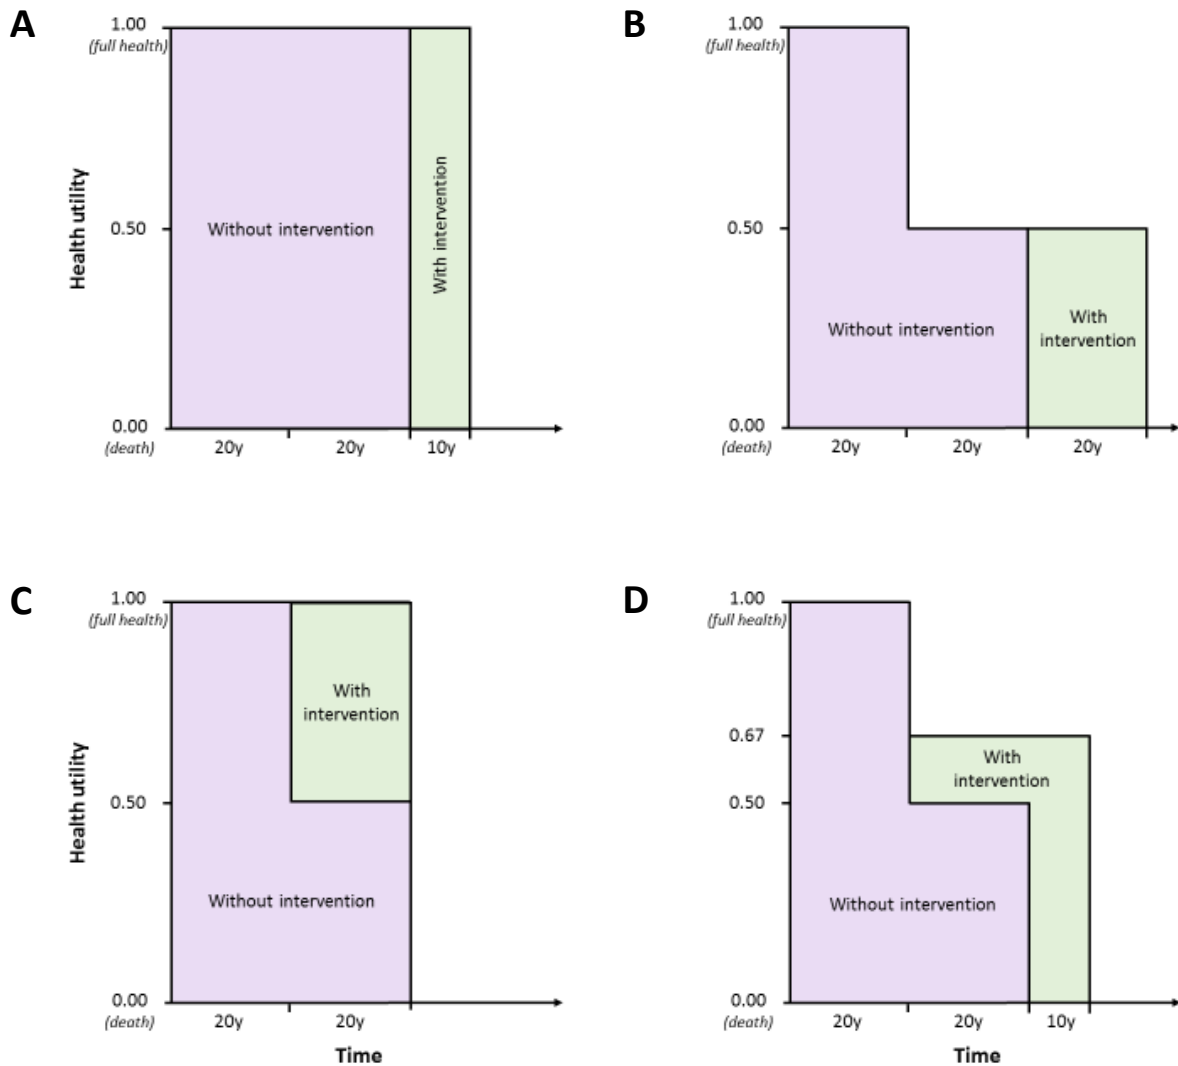 A
1.00
(full health)
Health utility
0.50
Without intervention
With intervention
0.00
(death)
20y
20y
10y
B
1.00
(full health)
0.50
Without intervention
With
intervention
0.00
(death)
20y
20y
20y
C
1.00
(full health)
Health utility
With
intervention
0.50
Without intervention
0.00
(death)
20y
20y
Time
D
1.00
(full health)
0.67
With
intervention
0.50
Without intervention
0.00
(death)
20y
20y
10y
Time